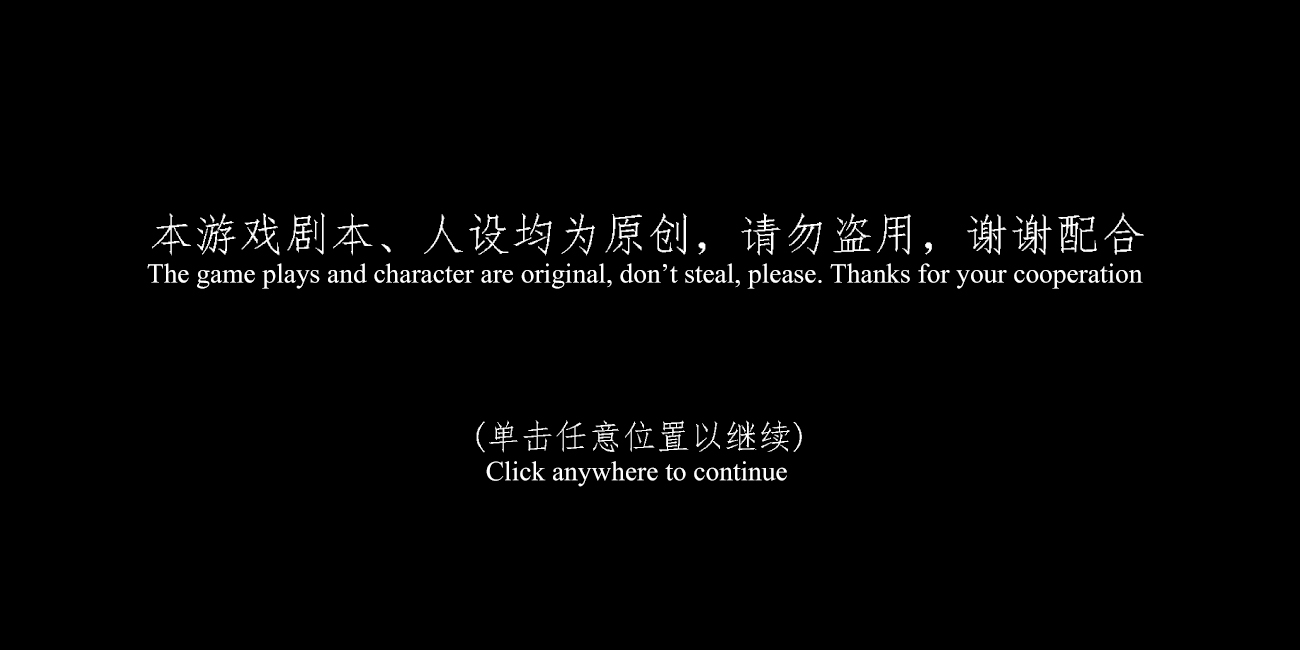 本游戏剧本、人设均为原创，请勿盗用，谢谢配合
The game plays and character are original, don’t steal, please. Thanks for your cooperation
(单击任意位置以继续)
Click anywhere to continue